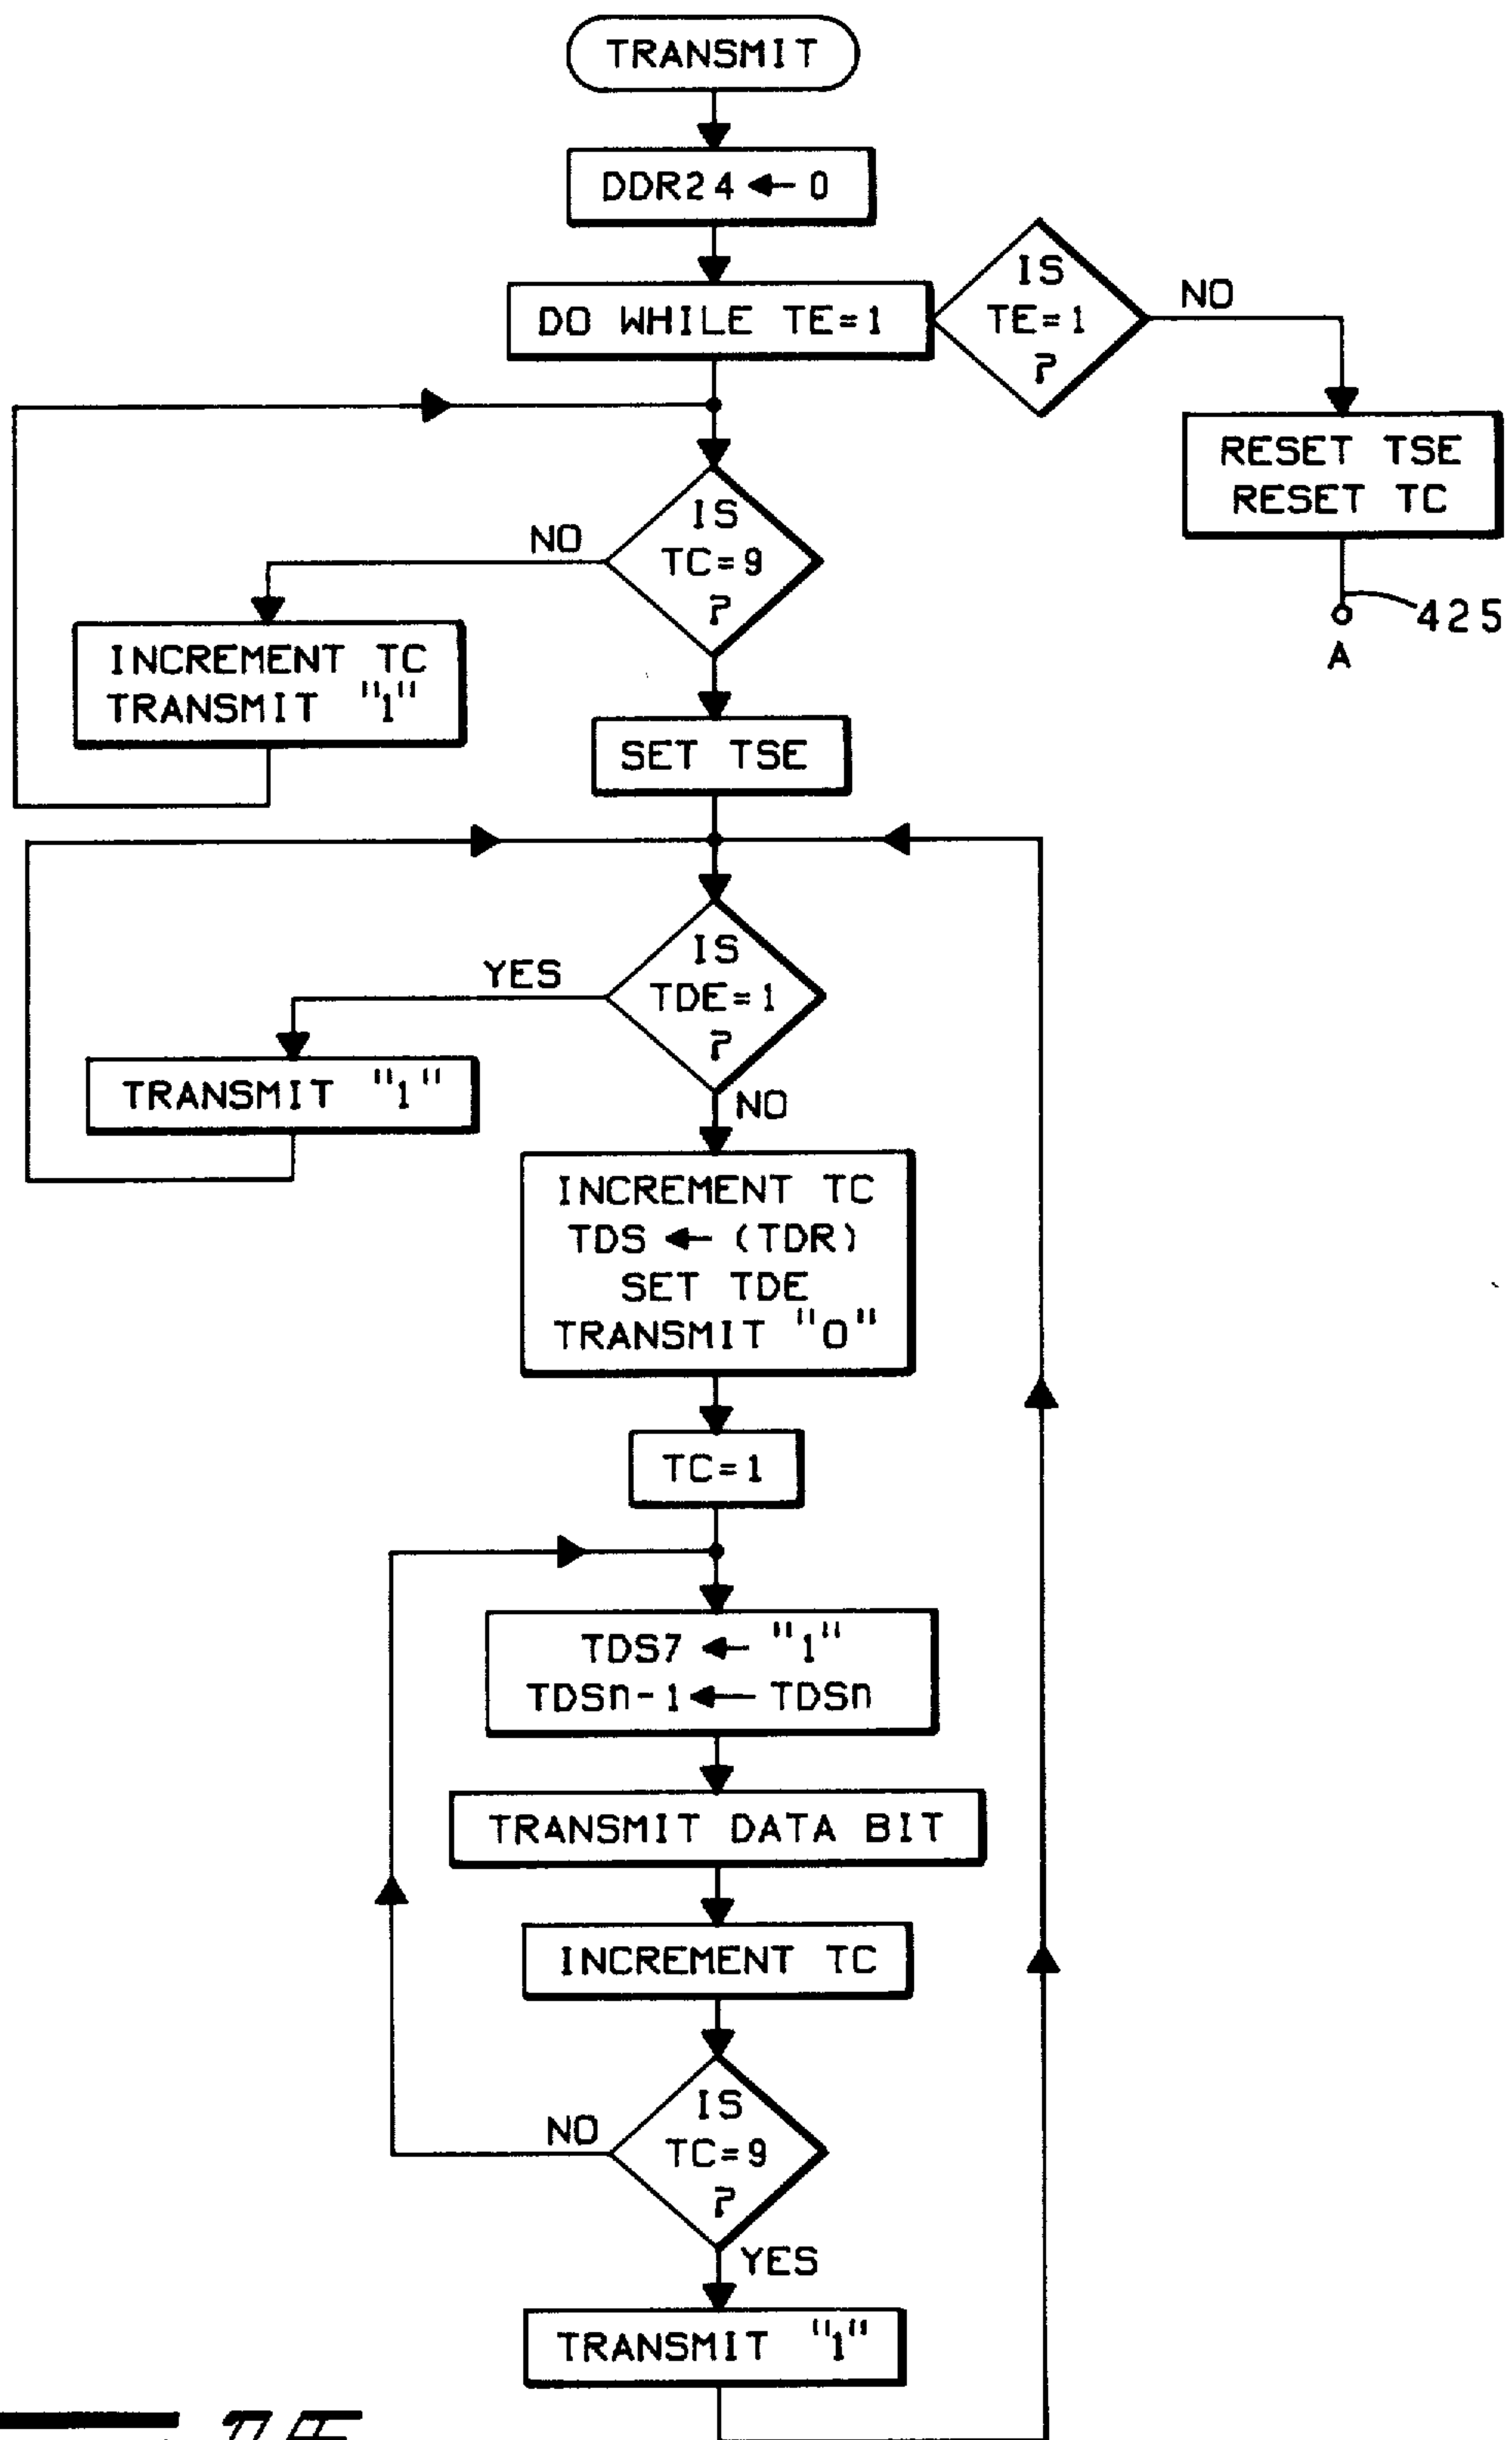 TRANSMIT
DDR24 ← 0
DO WHILE TE=1
IS
TE=1
?
NO
RESET TSE
RESET TC
425
A
IS
TC=9
?
NO
INCREMENT TC
TRANSMIT "1"
SET TSE
IS
TDE=1
?
YES
TRANSMIT "1"
NO
INCREMENT TC
TDS ← (TDR)
SET TDE
TRANSMIT "0"
TC=1
TDS7 ← "1"
TDSn-1 ← TDSn
TRANSMIT DATA BIT
INCREMENT TC
IS
TC=9
?
NO
YES
TRANSMIT "1"